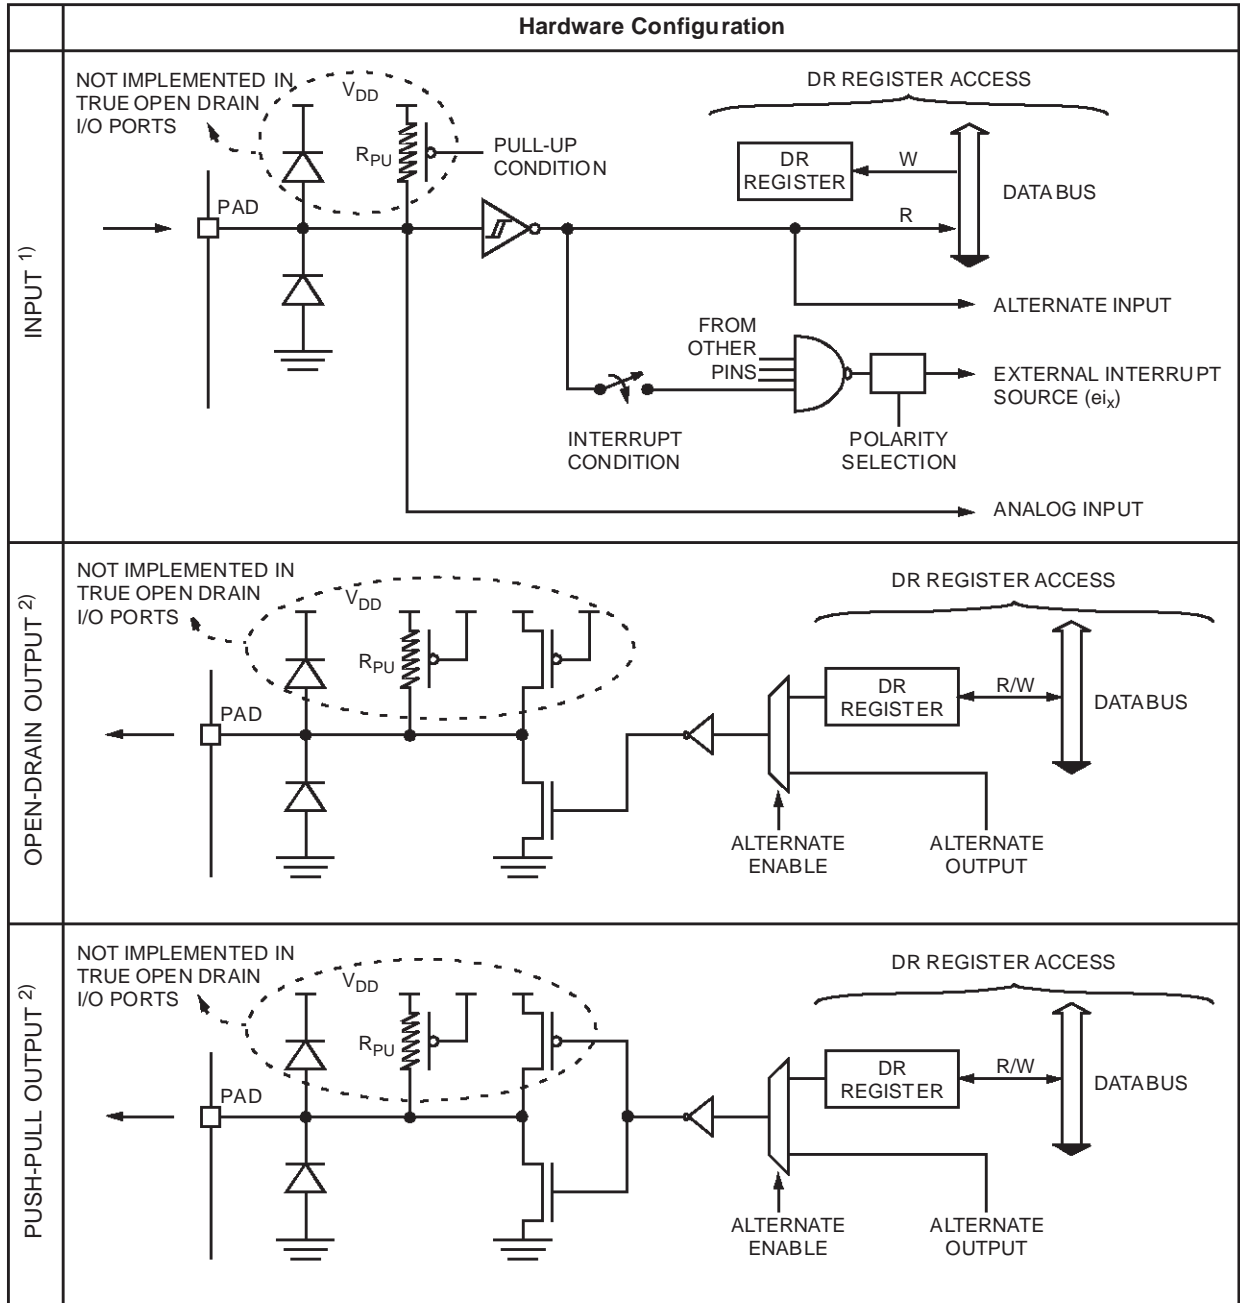 Hardware Configuration
INPUT 1)
NOT IMPLEMENTED IN
TRUE OPEN DRAIN
I/O PORTS
VDD
RPU
PULL-UP
CONDITION
PAD
DR REGISTER ACCESS
DR
REGISTER
W
R
DATA BUS
ALTERNATE INPUT
FROM
OTHER
PINS
EXTERNAL INTERRUPT
SOURCE (eix)
INTERRUPT
CONDITION
POLARITY
SELECTION
ANALOG INPUT
OPEN-DRAIN OUTPUT 2)
NOT IMPLEMENTED IN
TRUE OPEN DRAIN
I/O PORTS
VDD
RPU
PAD
DR REGISTER ACCESS
DR
REGISTER
R/W
DATA BUS
ALTERNATE
ENABLE
ALTERNATE
OUTPUT
PUSH-PULL OUTPUT 2)
NOT IMPLEMENTED IN
TRUE OPEN DRAIN
I/O PORTS
VDD
RPU
PAD
DR REGISTER ACCESS
DR
REGISTER
R/W
DATA BUS
ALTERNATE
ENABLE
ALTERNATE
OUTPUT